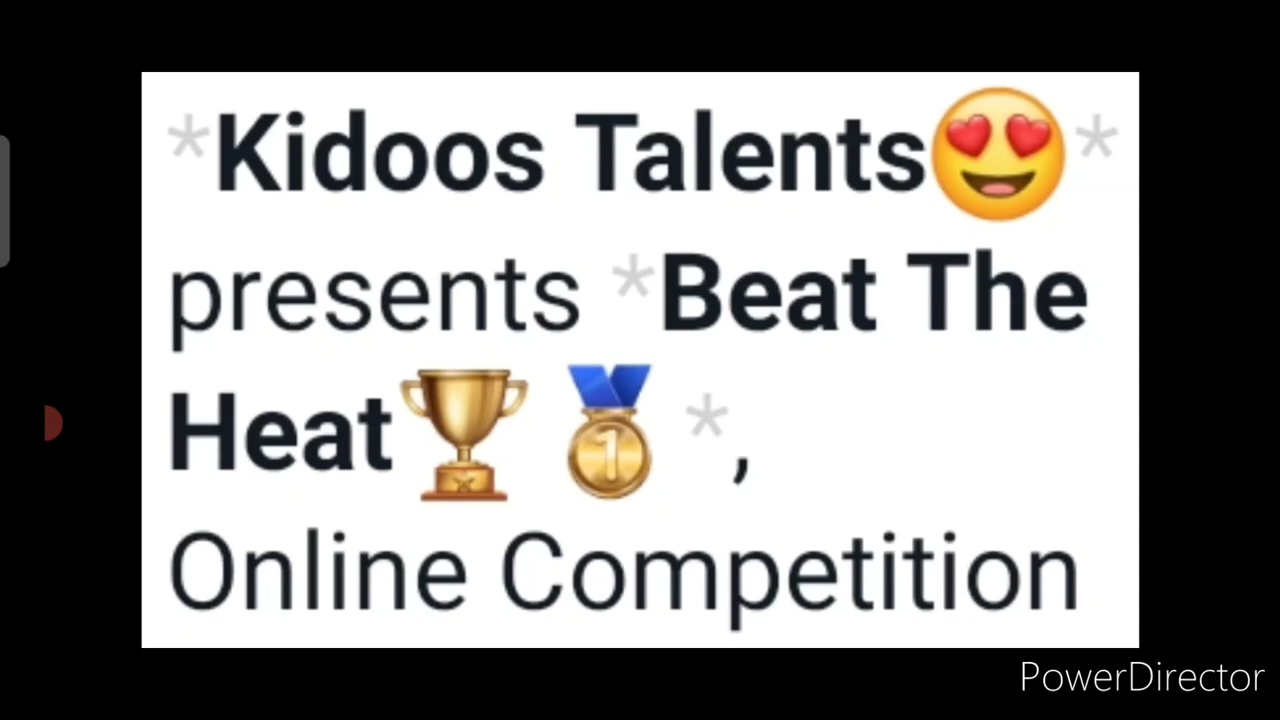 *Kidoos Talents😍*
presents *Beat The
Heat🏆🥇 *,
Online Competition
PowerDirector